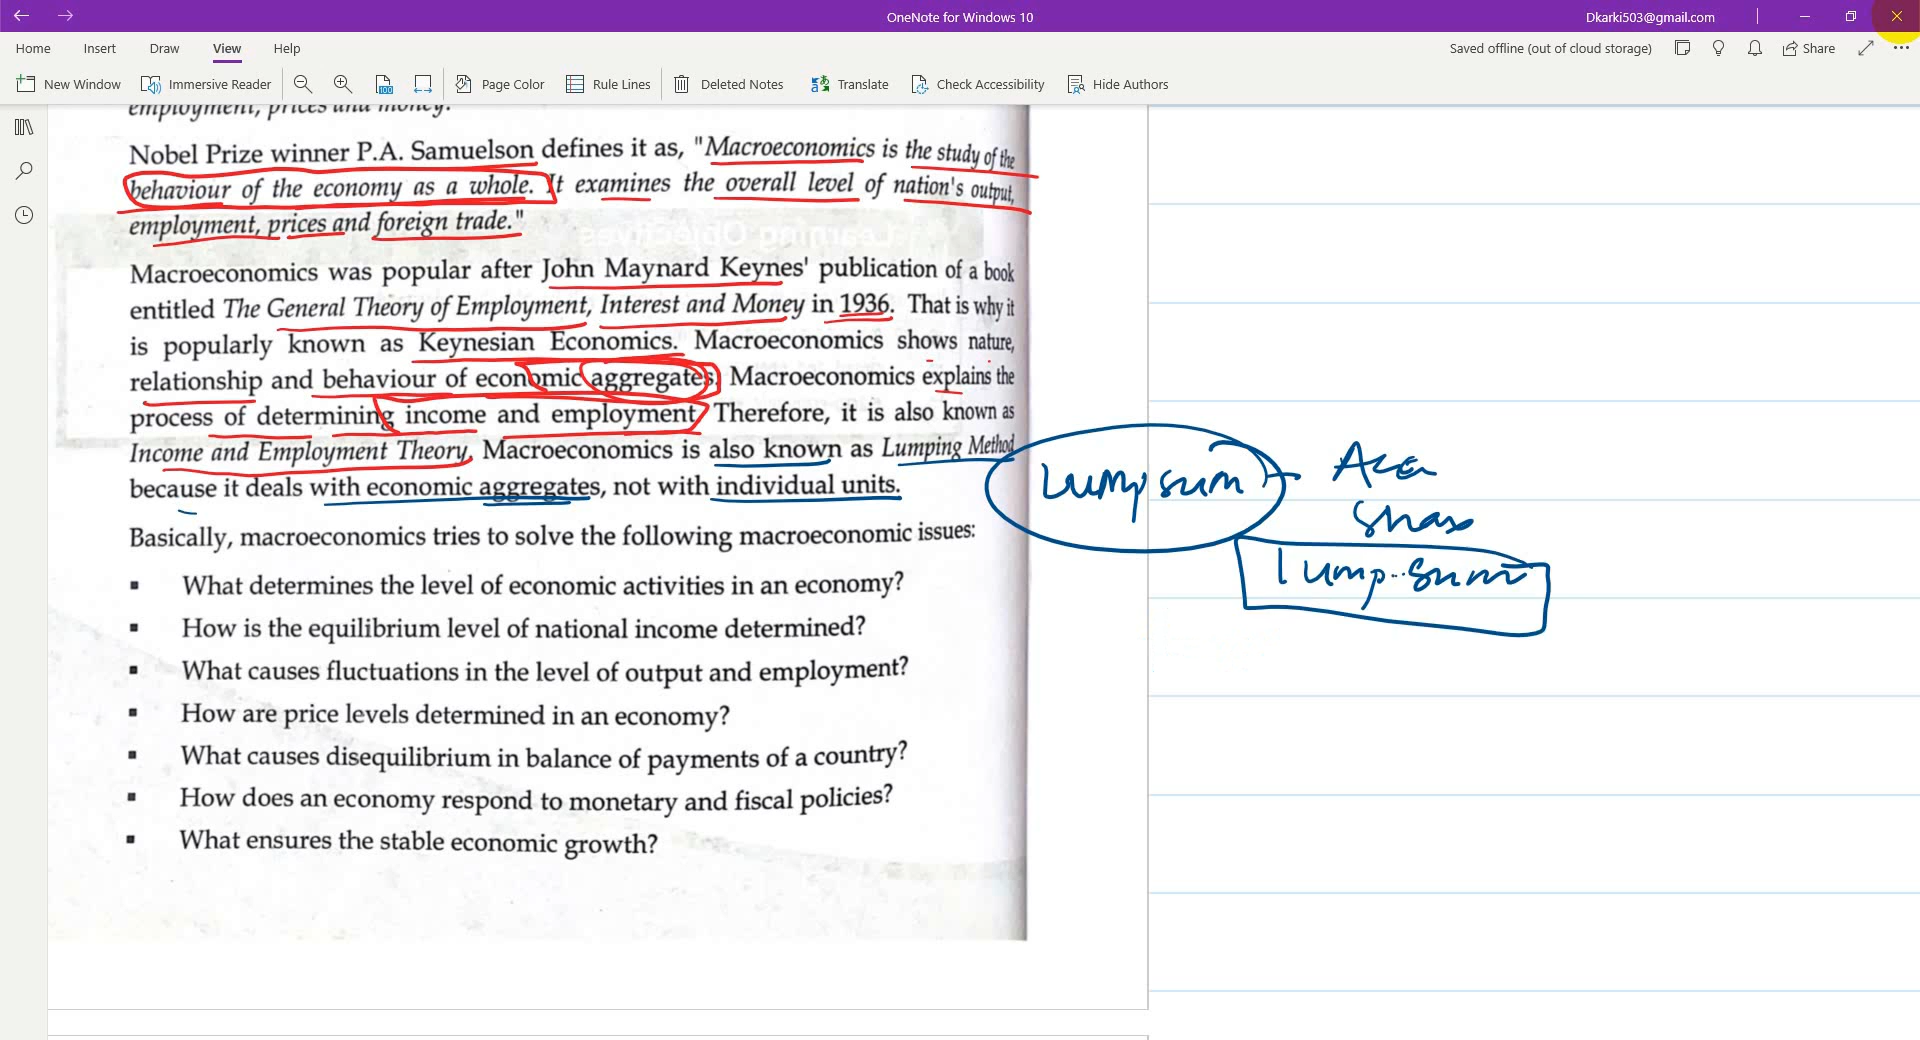 OneNote for Windows 10
Dkarki503@gmail.com
Home Insert Draw View Help
Saved offline (out of cloud storage)
Share
New Window Immersive Reader Page Color Rule Lines Deleted Notes Translate Check Accessibility Hide Authors
employment, prices and money.
Nobel Prize winner P.A. Samuelson defines it as, "Macroeconomics is the study of the
behaviour of the economy as a whole. It examines the overall level of nation's output,
employment, prices and foreign trade."
Learning Objectives
Macroeconomics was popular after John Maynard Keynes' publication of a book
entitled The General Theory of Employment, Interest and Money in 1936. That is why it
is popularly known as Keynesian Economics. Macroeconomics shows nature,
relationship and behaviour of economic aggregates. Macroeconomics explains the
process of determining income and employment. Therefore, it is also known as
Income and Employment Theory. Macroeconomics is also known as Lumping Method
because it deals with economic aggregates, not with individual units.
Lump sum
Lump sum
Basically, macroeconomics tries to solve the following macroeconomic issues:
▪ What determines the level of economic activities in an economy?
▪ How is the equilibrium level of national income determined?
▪ What causes fluctuations in the level of output and employment?
▪ How are price levels determined in an economy?
▪ What causes disequilibrium in balance of payments of a country?
▪ How does an economy respond to monetary and fiscal policies?
▪ What ensures the stable economic growth?